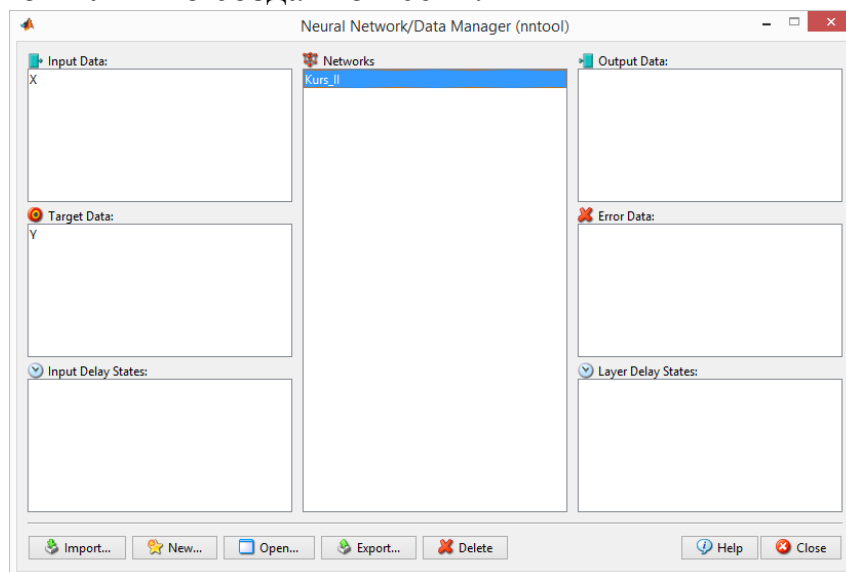 Neural Network/Data Manager (nntool)
Input Data:
X
Networks
Kurs_II
Output Data:
Target Data:
Y
Error Data:
Input Delay States:
Layer Delay States:
Import...
New...
Open...
Export...
Delete
Help
Close